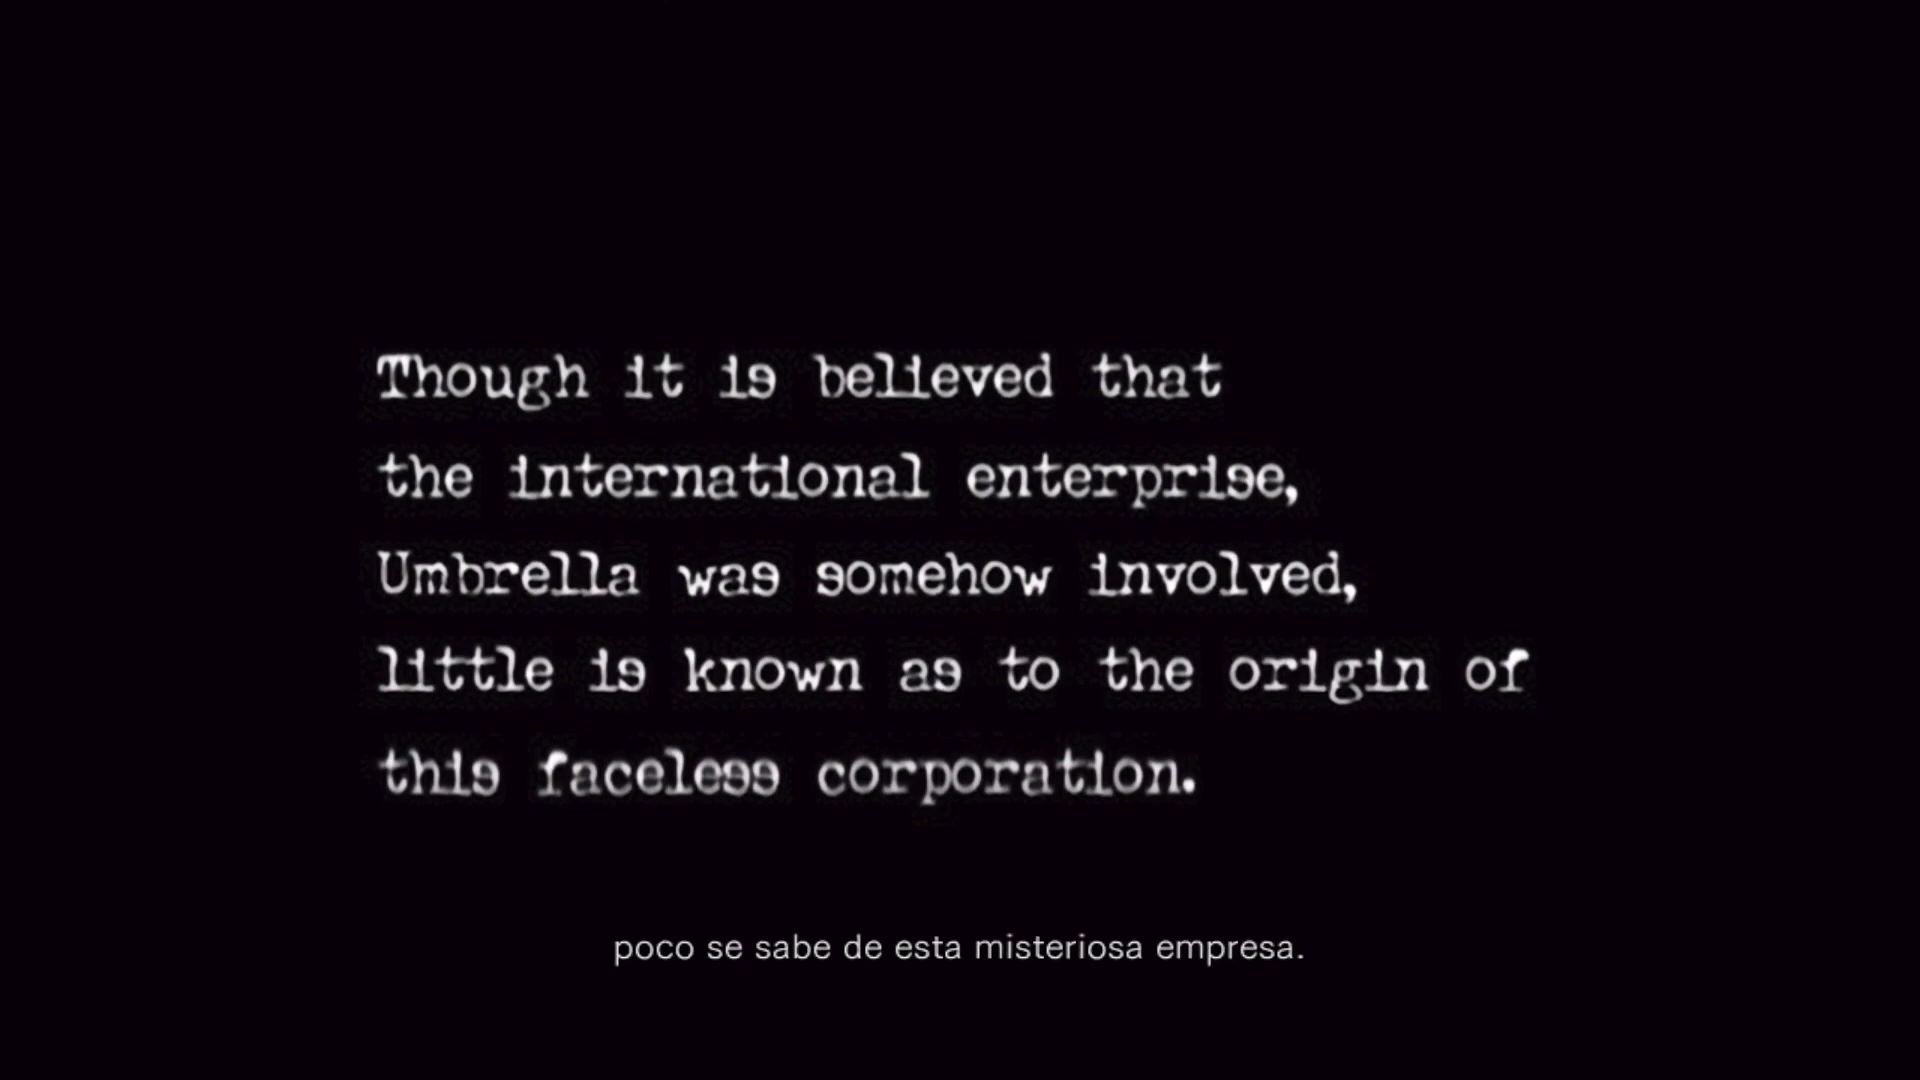 Though it is believed that
the international enterprise,
Umbrella was somehow involved,
little is known as to the origin of
this faceless corporation.
poco se sabe de esta misteriosa empresa.